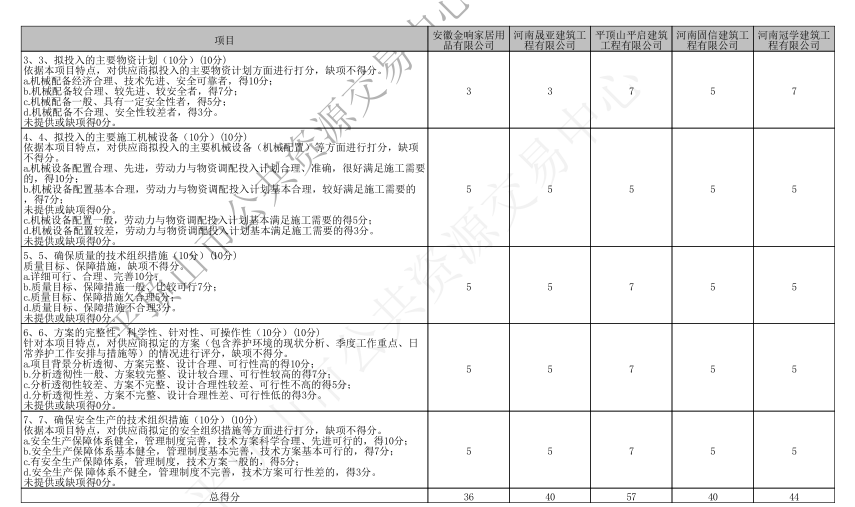 项目 安徽金响家居用品有限公司 河南晟亚建筑工程有限公司 平顶山平启建筑工程有限公司 河南固信建筑工程有限公司 河南冠学建筑工程有限公司
3、3、拟投入的主要物资计划（10分）(10分)
依据本项目特点，对供应商拟投入的主要物资计划方面进行打分，缺项不得分。
a.机械配备经济合理、技术先进、安全可靠者，得10分；
b.机械配备较合理、较先进、较安全者，得7分；
c.机械配备一般、具有一定安全性者，得5分；
d.机械配备不合理、安全性较差者，得3分。
未提供或缺项得0分。
3 3 7 5 7
4、4、拟投入的主要施工机械设备（10分）(10分)
依据本项目特点，对供应商拟投入的主要机械设备（机械配置）等方面进行打分，缺项
不得分。
a.机械设备配置合理、先进，劳动力与物资调配投入计划合理、准确，很好满足施工需要
的，得10分；
b.机械设备配置基本合理，劳动力与物资调配投入计划基本合理，较好满足施工需要的
，得7分；
未提供或缺项得0分。
c.机械设备配置一般，劳动力与物资调配投入计划基本满足施工需要的得5分；
d.机械设备配置较差，劳动力与物资调配投入计划基本满足施工需要的得3分。
未提供或缺项得0分。
5 5 5 5 5
5、5、确保质量的技术组织措施（10分）(10分)
质量目标、保障措施，缺项不得分。
a.详细可行、合理、完善10分；
b.质量目标、保障措施一般、比较可行7分；
c.质量目标、保障措施欠合理5分；
d.质量目标、保障措施不合理3分。
未提供或缺项得0分。
5 5 7 5 5
6、6、方案的完整性、科学性、针对性、可操作性（10分）(10分)
针对本项目特点，对供应商拟定的方案（包含养护环境的现状分析、季度工作重点、日
常养护工作安排与措施等）的情况进行评分，缺项不得分。
a.项目背景分析透彻、方案完整、设计合理、可行性高的得10分；
b.分析透彻性一般、方案较完整、设计较合理、可行性较高的得7分；
c.分析透彻性较差、方案不完整、设计合理性较差、可行性不高的得5分；
d.分析透彻性差、方案不完整、设计合理性差、可行性低的得3分。
未提供或缺项得0分。
5 5 7 5 5
7、7、确保安全生产的技术组织措施（10分）(10分)
依据本项目特点，对供应商拟定的安全组织措施等方面进行打分，缺项不得分。
a.安全生产保障体系健全，管理制度完善，技术方案科学合理、先进可行的，得10分；
b.安全生产保障体系基本健全，管理制度基本完善，技术方案基本可行的，得7分；
c.有安全生产保障体系，管理制度，技术方案一般的，得5分；
d.安全生产保障体系不健全，管理制度不完善，技术方案可行性差的，得3分。
未提供或缺项得0分。
5 5 7 5 5
总得分 36 40 57 40 44
平顶山市公共资源交易中心
平顶山市公共资源交易中心